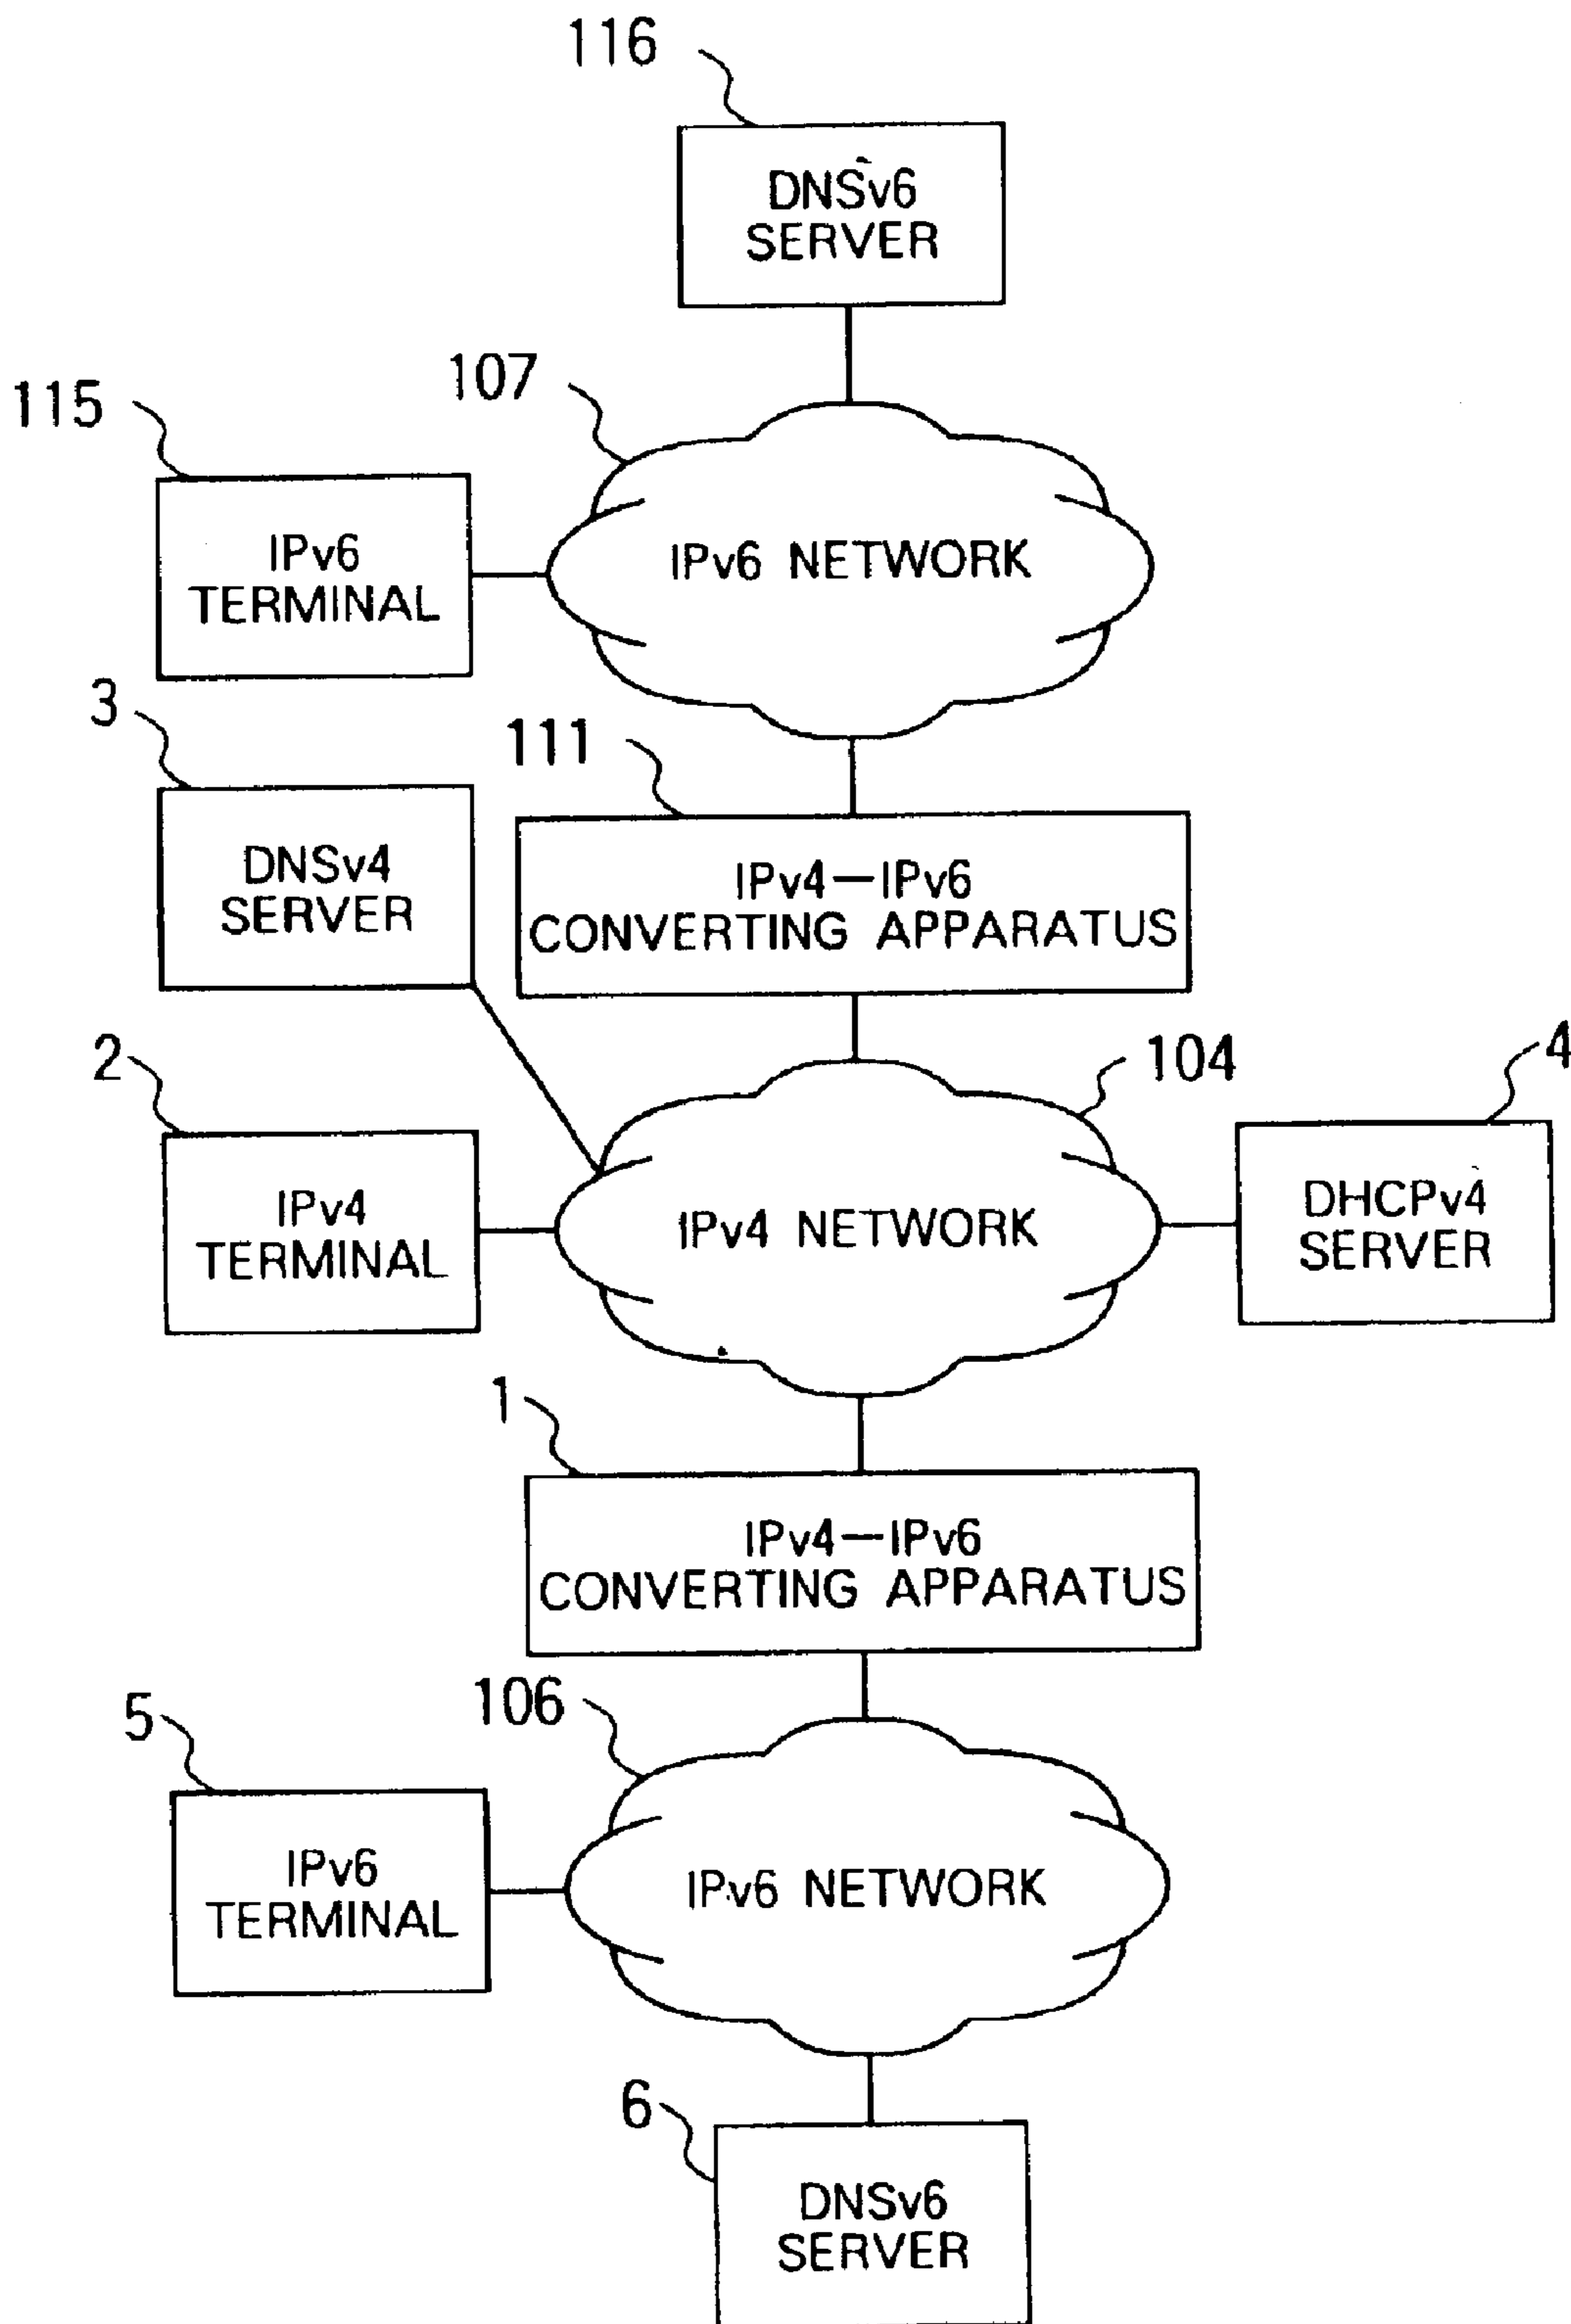 116
DNSv6
SERVER
107
115
IPv6
TERMINAL
IPv6 NETWORK
3
111
DNSv4
SERVER
IPv4—IPv6
CONVERTING APPARATUS
2
104
4
IPv4
TERMINAL
IPv4 NETWORK
DHCPv4
SERVER
1
IPv4—IPv6
CONVERTING APPARATUS
5
106
IPv6
TERMINAL
IPv6 NETWORK
6
DNSv6
SERVER